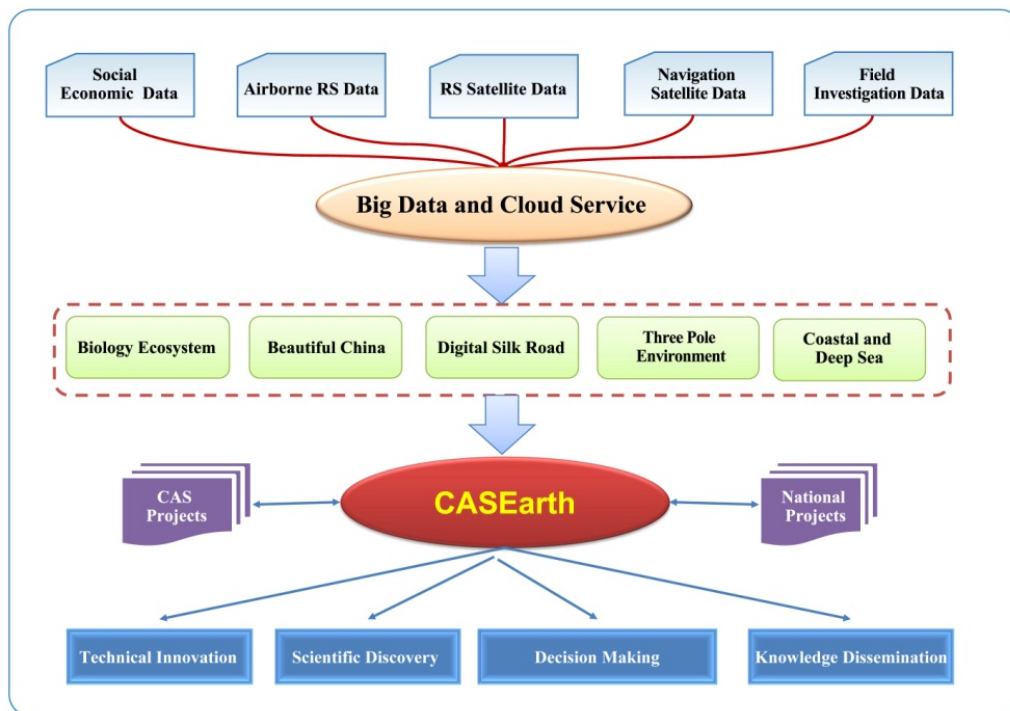 Social
Economic Data
Airborne RS Data
RS Satellite Data
Navigation
Satellite Data
Field
Investigation Data
Big Data and Cloud Service
Biology Ecosystem
Beautiful China
Digital Silk Road
Three Pole
Environment
Coastal and
Deep Sea
CAS
Projects
CASEarth
National
Projects
Technical Innovation
Scientific Discovery
Decision Making
Knowledge Dissemination